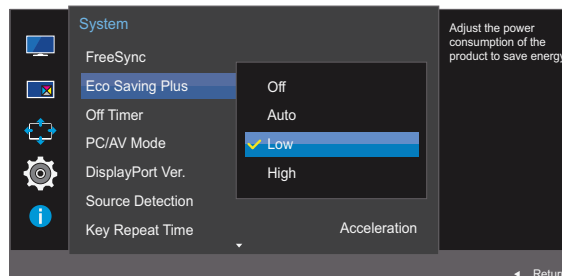 System
FreeSync
Eco Saving Plus
Off Timer
PC/AV Mode
DisplayPort Ver.
Source Detection
Key Repeat Time
Off
Auto
Low
High
Acceleration
Adjust the power
consumption of the
product to save energy
Return